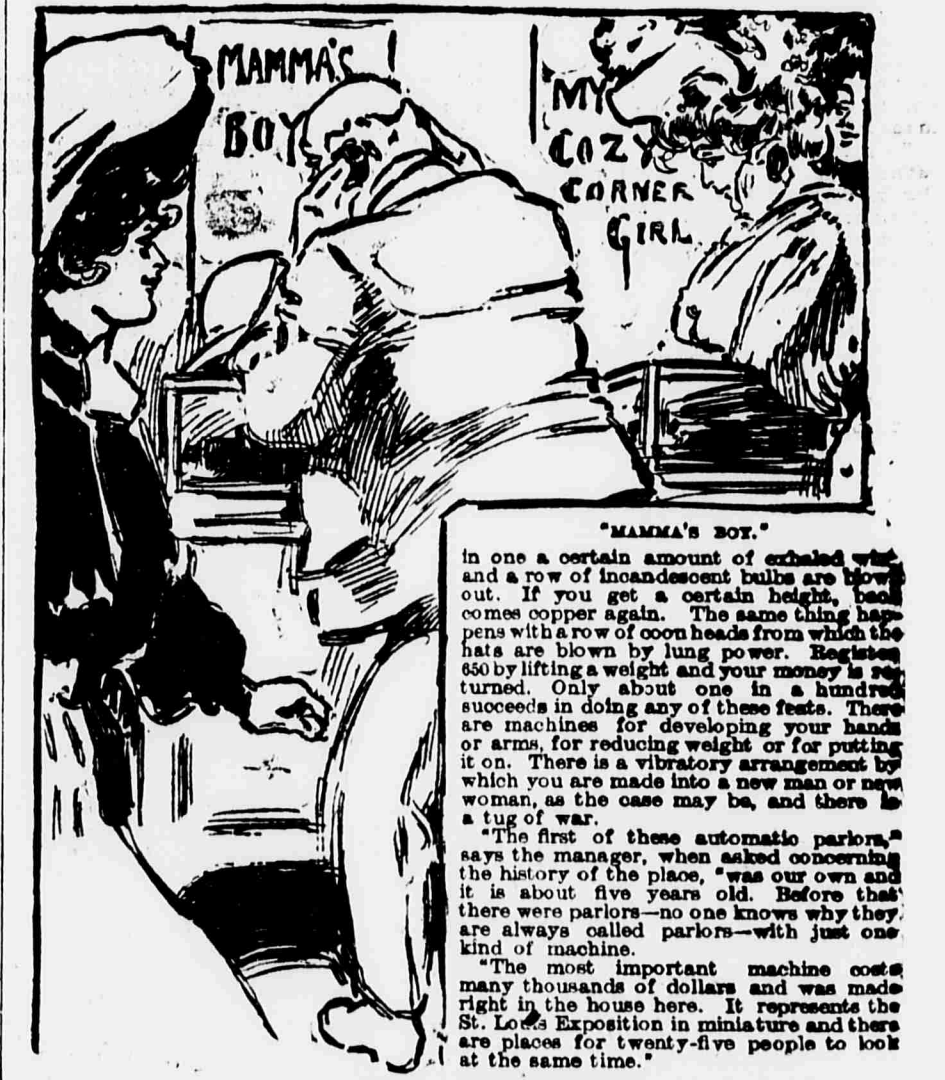 MAMMA'S
BOY
MY
COZY
CORNER
GIRL
"MAMMA'S BOY."
in one a certain amount of exhaled wind
and a row of incandescent bulbs are blown
out. If you get a certain height, back
comes copper again. The same thing hap-
pens with a row of coon heads from which the
hats are blown by lung power. Register
650 by lifting a weight and your money is re-
turned. Only about one in a hundred
succeeds in doing any of these feats. There
are machines for developing your hands
or arms, for reducing weight or for putting
it on. There is a vibratory arrangement by
which you are made into a new man or new
woman, as the case may be, and there is
a tug of war.
"The first of these automatic parlors,"
says the manager, when asked concerning
the history of the place, "was our own and
it is about five years old. Before that
there were parlors—no one knows why they
are always called parlors—with just one
kind of machine.
"The most important machine costs
many thousands of dollars and was made
right in the house here. It represents the
St. Louis Exposition in miniature and there
are places for twenty-five people to look
at the same time."